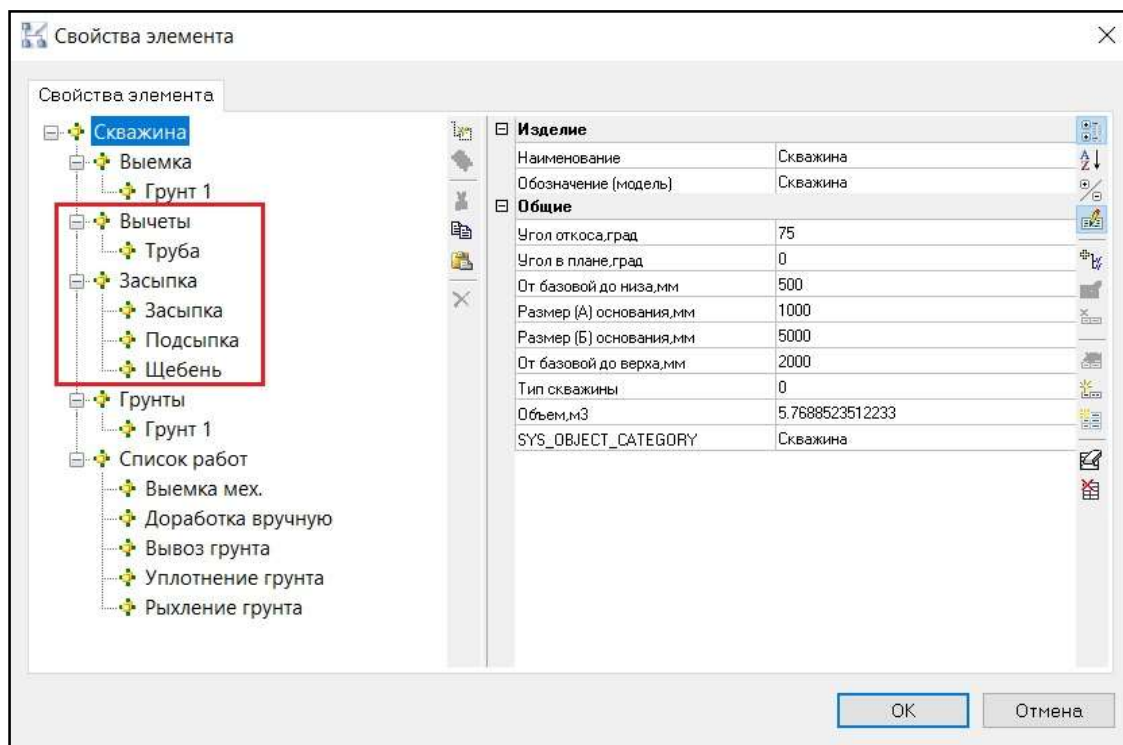 Свойства элемента
Свойства элемента
Скважина
Выемка
Грунт 1
Вычеты
Труба
Засыпка
Засыпка
Подсыпка
Щебень
Грунты
Грунт 1
Список работ
Выемка мех.
Доработка вручную
Вывоз грунта
Уплотнение грунта
Рыхление грунта
Изделие
Наименование Скважина
Обозначение (модель) Скважина
Общие
Угол откоса,град 75
Угол в плане,град 0
От базовой до низа,мм 500
Размер (А) основания,мм 1000
Размер (Б) основания,мм 5000
От базовой до верха,мм 2000
Тип скважины 0
Объем,м3 5.7688523512233
SYS_OBJECT_CATEGORY Скважина
OK Отмена